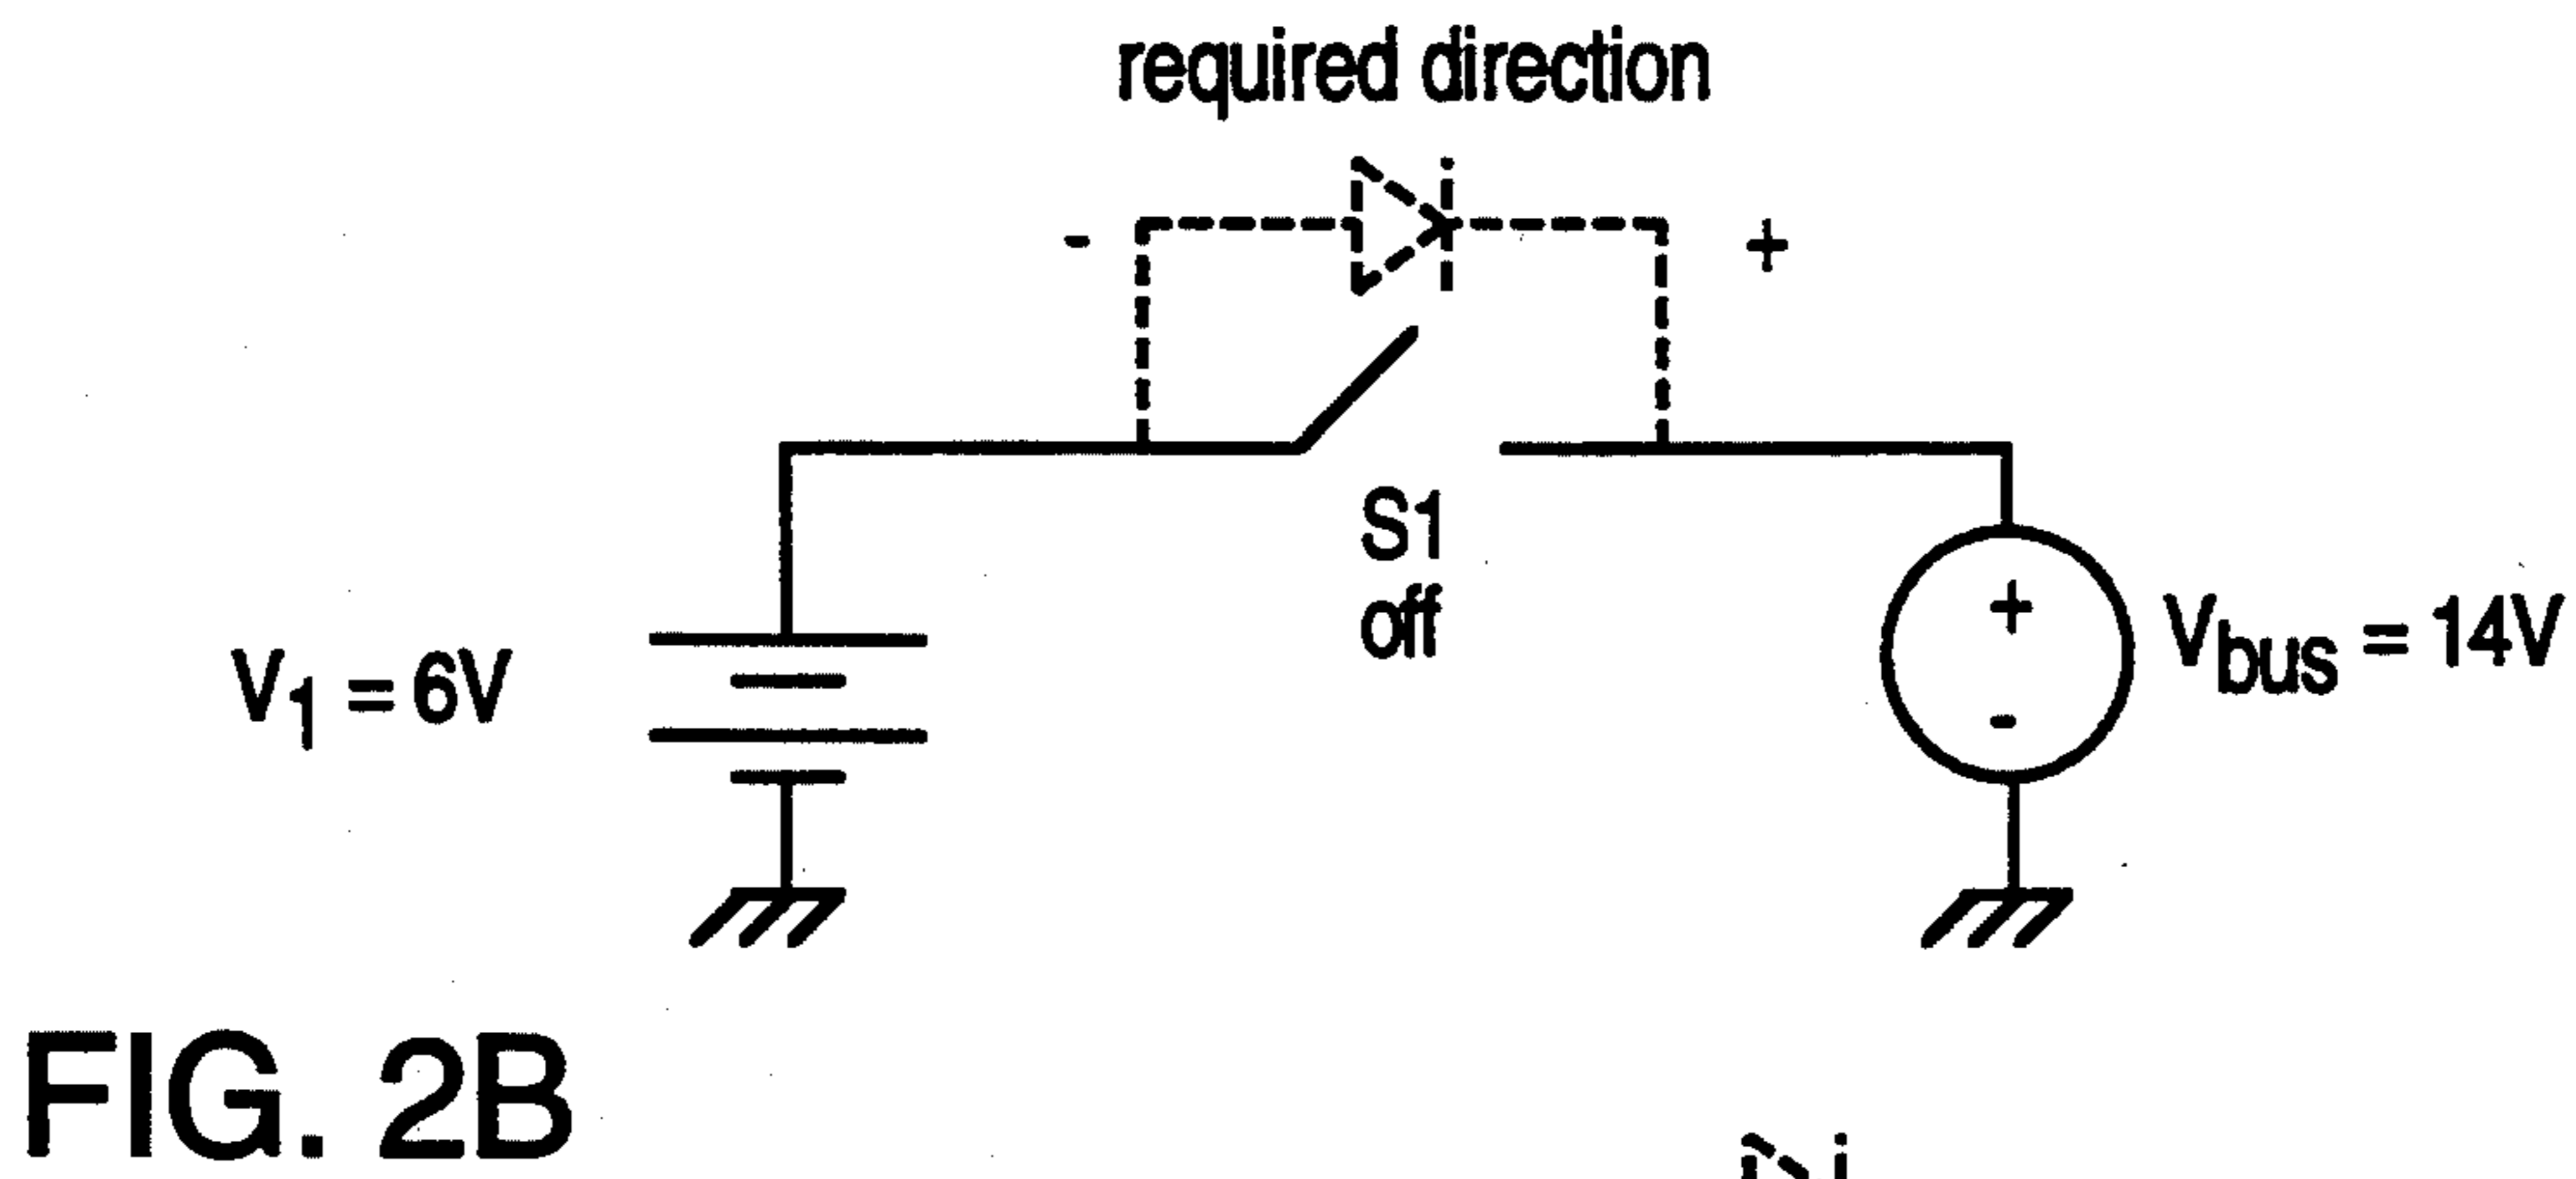 required direction
- +
S1
off
V1 = 6V
+
-
Vbus = 14V
FIG. 2B